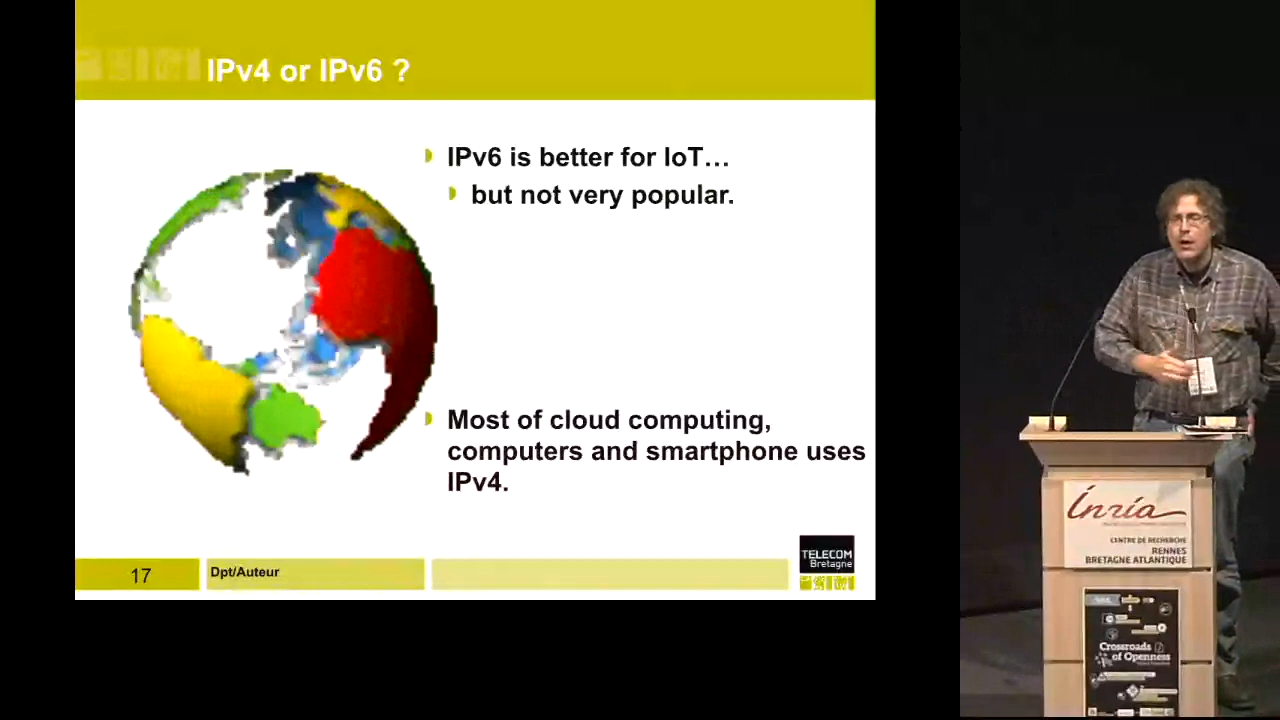 IPv4 or IPv6 ?
IPv6 is better for IoT…
but not very popular.
Most of cloud computing,
computers and smartphone uses
IPv4.
17
Dpt/Auteur
TELECOM
Bretagne
Inria
CENTRE DE RECHERCHE
RENNES
BRETAGNE ATLANTIQUE
Crossroads
of Openness